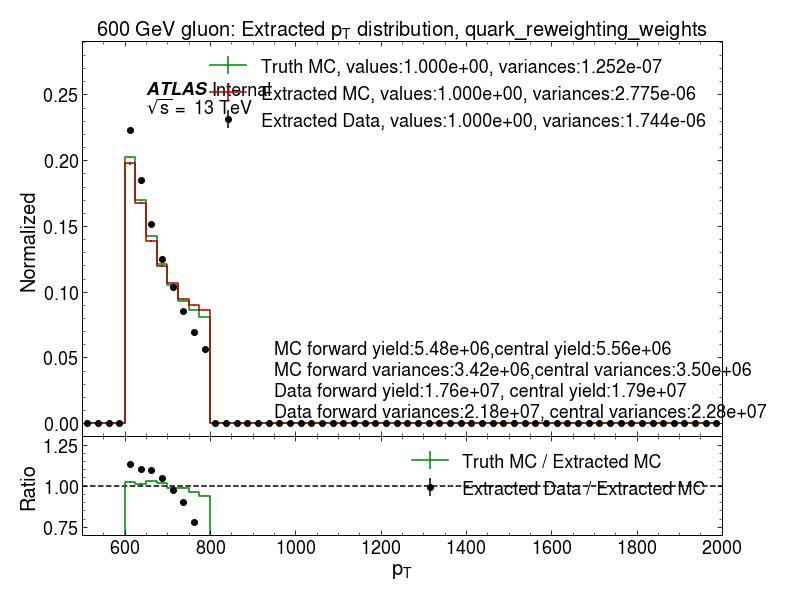 600 GeV gluon: Extracted pT distribution, quark_reweighting_weights
Truth MC, values:1.000e+00, variances:1.252e-07
ATLAS Internal
Extracted MC, values:1.000e+00, variances:2.775e-06
√s = 13 TeV
Extracted Data, values:1.000e+00, variances:1.744e-06
Normalized
0.25
0.20
0.15
0.10
0.05
0.00
MC forward yield:5.48e+06,central yield:5.56e+06
MC forward variances:3.42e+06,central variances:3.50e+06
Data forward yield:1.76e+07, central yield:1.79e+07
Data forward variances:2.18e+07, central variances:2.28e+07
Ratio
1.25
1.00
0.75
Truth MC / Extracted MC
Extracted Data / Extracted MC
600 800 1000 1200 1400 1600 1800 2000
pT